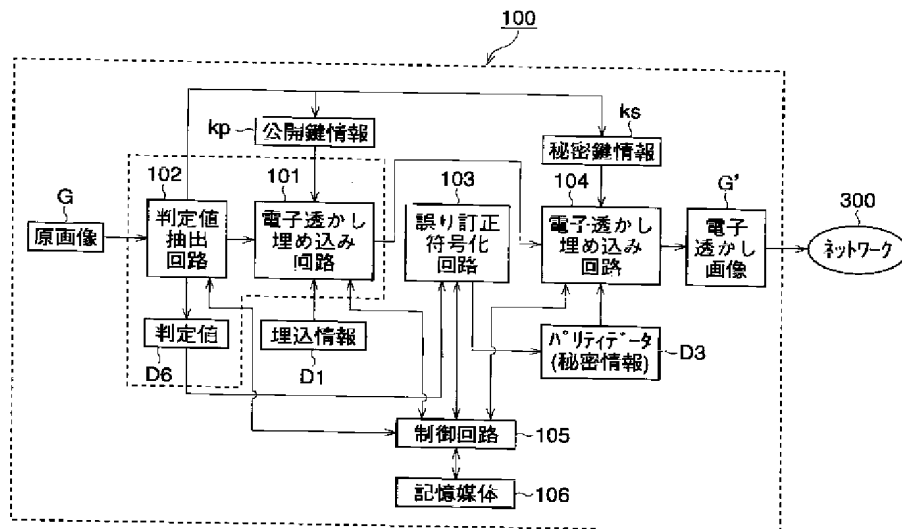 100
kp
公開鍵情報
ks
秘密鍵情報
G
原画像
102
判定値
抽出
回路
101
電子透かし
埋め込み
回路
103
誤り訂正
符号化
回路
104
電子透かし
埋め込み
回路
G'
電子
透かし
画像
300
ネットワーク
判定値
D6
埋込情報
D1
パリティデータ
(秘密情報)
D3
制御回路
105
記憶媒体
106